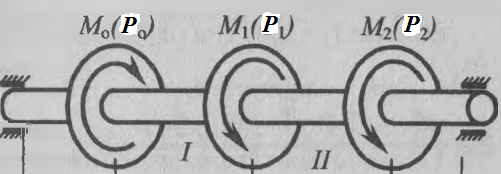 M₀(P₀) M₁(P₁) M₂(P₂)
I II